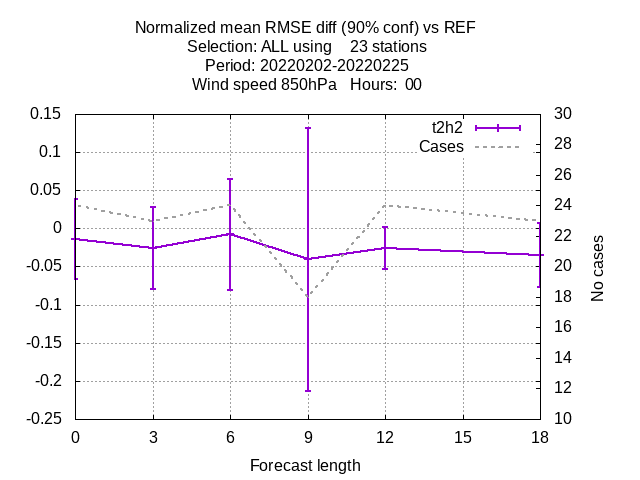 Normalized mean RMSE diff (90% conf) vs REF
Selection: ALL using    23 stations
Period: 20220202-20220225
Wind speed 850hPa   Hours:  00
t2h2
Cases
0.15
0.1
0.05
0
-0.05
-0.1
-0.15
-0.2
-0.25
30
28
26
24
22
20
18
16
14
12
10
No cases
0 3 6 9 12 15 18
Forecast length